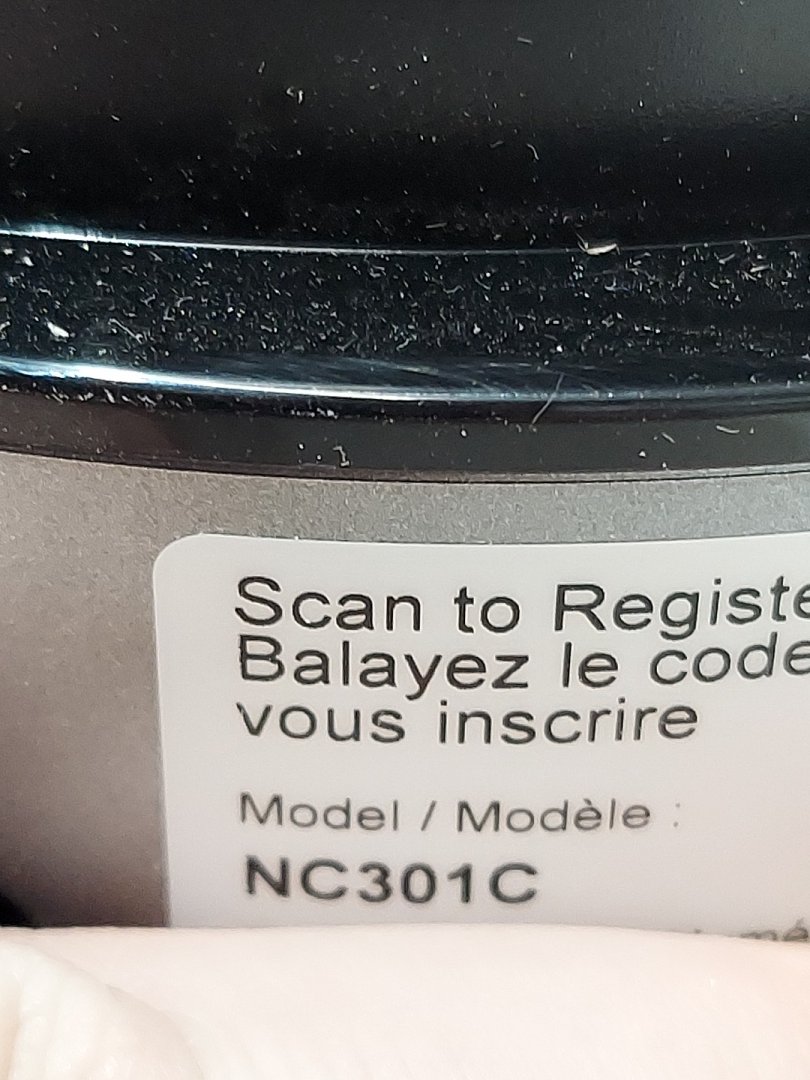 Scan to Registe
Balayez le code
vous inscrire
Model / Modèle :
NC301C